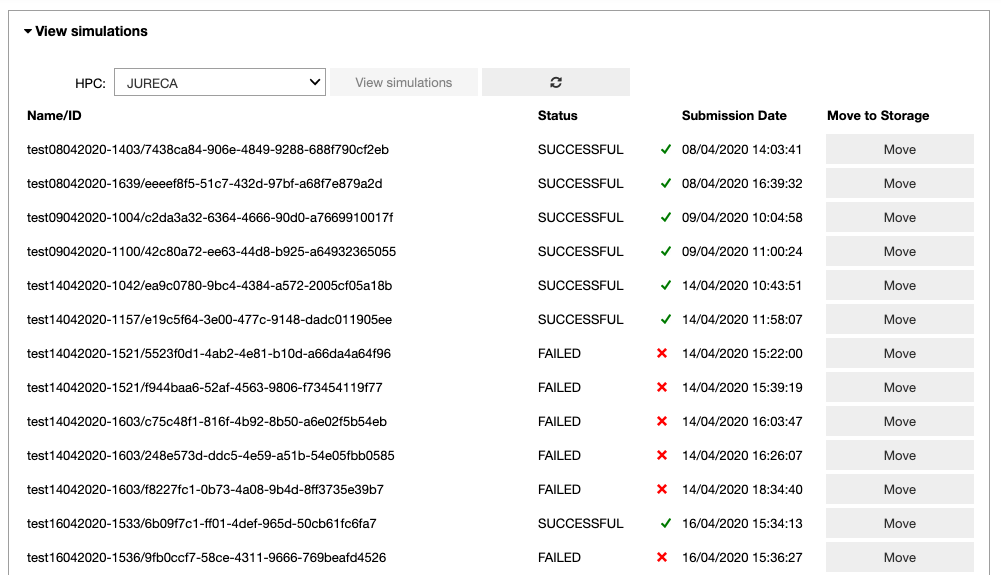 View simulations
HPC: JURECA View simulations
Name/ID Status Submission Date Move to Storage
test08042020-1403/7438ca84-906e-4849-9288-688f790cf2eb SUCCESSFUL 08/04/2020 14:03:41 Move
test08042020-1639/eeeef8f5-51c7-432d-97bf-a68f7e879a2d SUCCESSFUL 08/04/2020 16:39:32 Move
test09042020-1004/c2da3a32-6364-4666-90d0-a7669910017f SUCCESSFUL 09/04/2020 10:04:58 Move
test09042020-1100/42c80a72-ee63-44d8-b925-a64932365055 SUCCESSFUL 09/04/2020 11:00:24 Move
test14042020-1042/ea9c0780-9bc4-4384-a572-2005cf05a18b SUCCESSFUL 14/04/2020 10:43:51 Move
test14042020-1157/e19c5f64-3e00-477c-9148-dadc011905ee SUCCESSFUL 14/04/2020 11:58:07 Move
test14042020-1521/5523f0d1-4ab2-4e81-b10d-a66da4a64f96 FAILED 14/04/2020 15:22:00 Move
test14042020-1521/f944baa6-52af-4563-9806-f73454119f77 FAILED 14/04/2020 15:39:19 Move
test14042020-1603/c75c48f1-816f-4b92-8b50-a6e02f5b54eb FAILED 14/04/2020 16:03:47 Move
test14042020-1603/248e573d-ddc5-4e59-a51b-54e05fbb0585 FAILED 14/04/2020 16:26:07 Move
test14042020-1603/f8227fc1-0b73-4a08-9b4d-8ff3735e39b7 FAILED 14/04/2020 18:34:40 Move
test16042020-1533/6b09f7c1-ff01-4def-965d-50cb61fc6fa7 SUCCESSFUL 16/04/2020 15:34:13 Move
test16042020-1536/9fb0ccf7-58ce-4311-9666-769beafd4526 FAILED 16/04/2020 15:36:27 Move